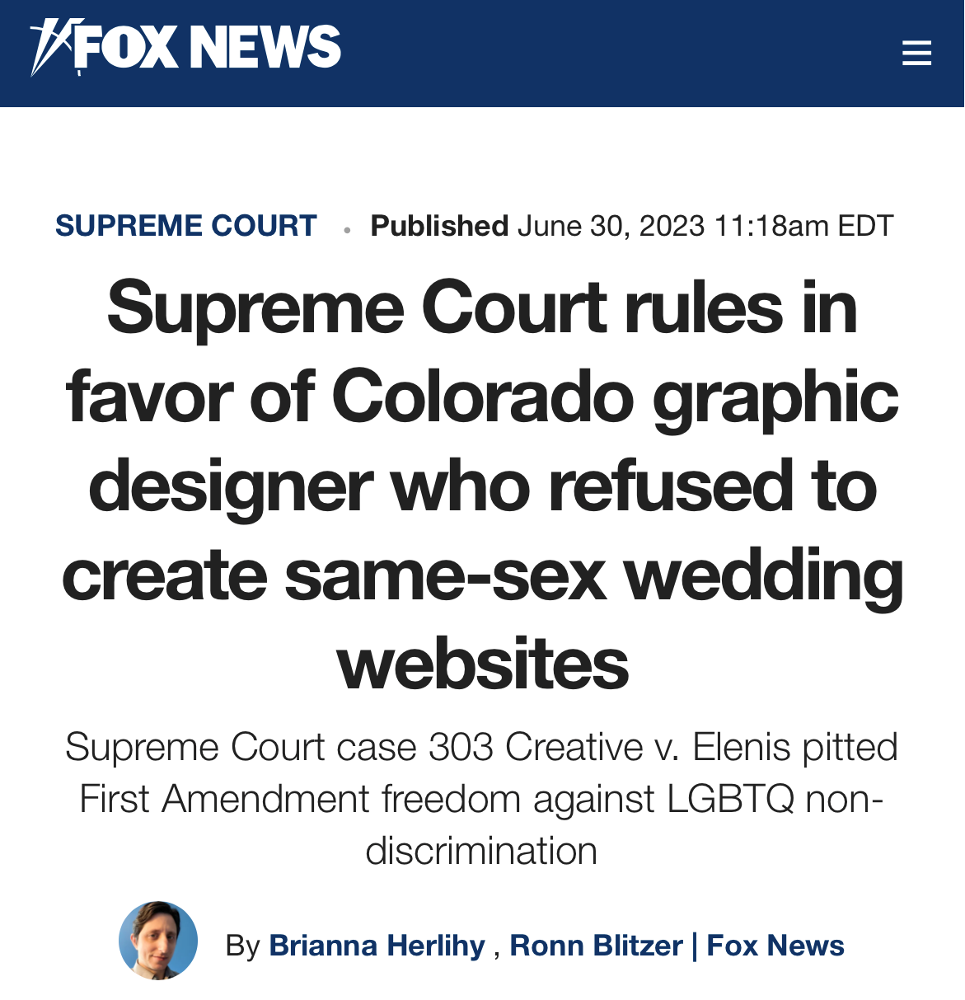 FOX NEWS
SUPREME COURT • Published June 30, 2023 11:18am EDT
Supreme Court rules in
favor of Colorado graphic
designer who refused to
create same-sex wedding
websites
Supreme Court case 303 Creative v. Elenis pitted
First Amendment freedom against LGBTQ non-
discrimination
By Brianna Herlihy , Ronn Blitzer | Fox News